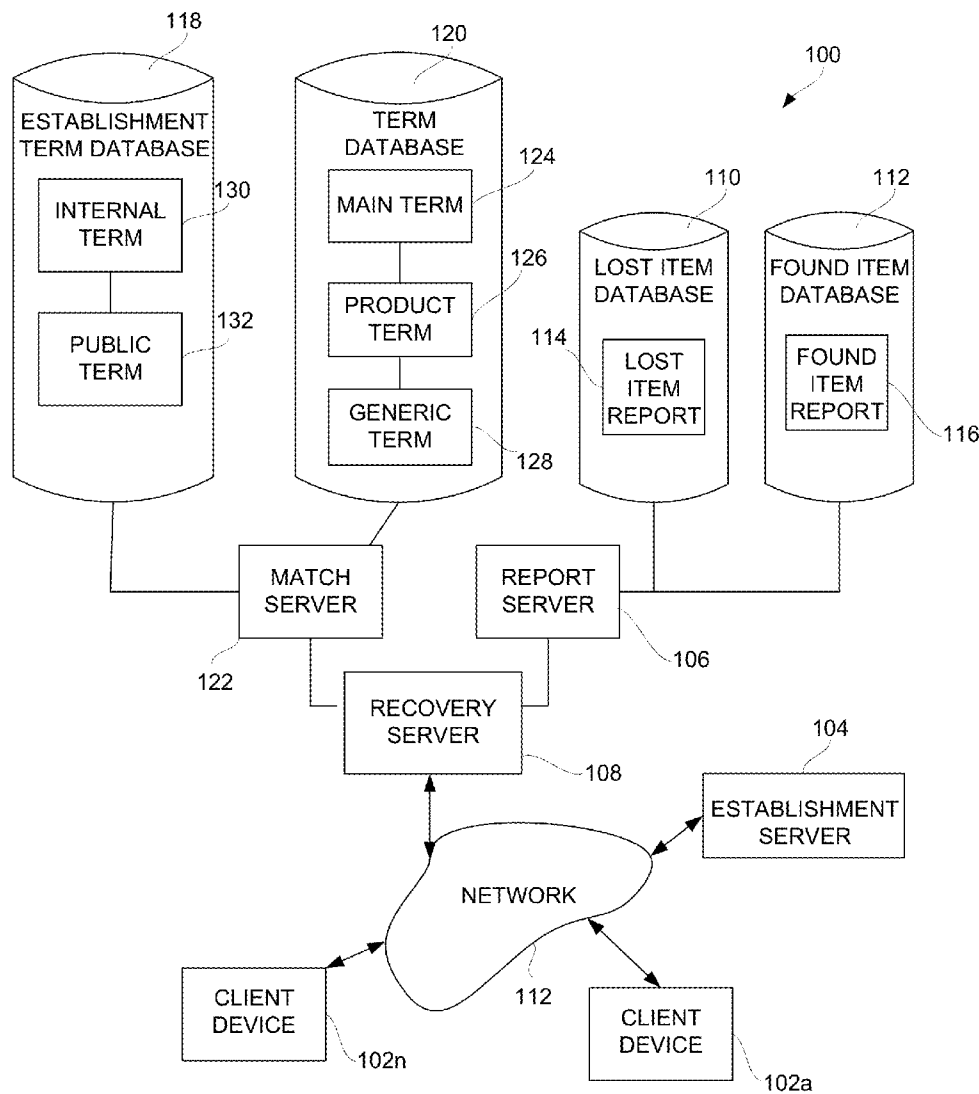 118
120
100
ESTABLISHMENT
TERM DATABASE
130
INTERNAL
TERM
132
PUBLIC
TERM
TERM
DATABASE
124
MAIN TERM
126
PRODUCT
TERM
GENERIC
TERM
128
110
112
LOST ITEM
DATABASE
114
LOST
ITEM
REPORT
FOUND ITEM
DATABASE
FOUND
ITEM
REPORT
116
MATCH
SERVER
122
REPORT
SERVER
106
RECOVERY
SERVER
108
104
ESTABLISHMENT
SERVER
NETWORK
112
CLIENT
DEVICE
102n
CLIENT
DEVICE
102a